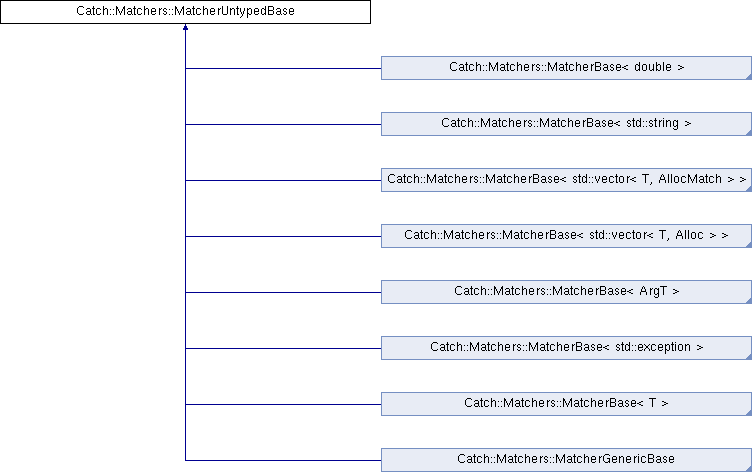 Catch::Matchers::MatcherUntypedBase
Catch::Matchers::MatcherBase< double >
Catch::Matchers::MatcherBase< std::string >
Catch::Matchers::MatcherBase< std::vector< T, AllocMatch > >
Catch::Matchers::MatcherBase< std::vector< T, Alloc > >
Catch::Matchers::MatcherBase< ArgT >
Catch::Matchers::MatcherBase< std::exception >
Catch::Matchers::MatcherBase< T >
Catch::Matchers::MatcherGenericBase